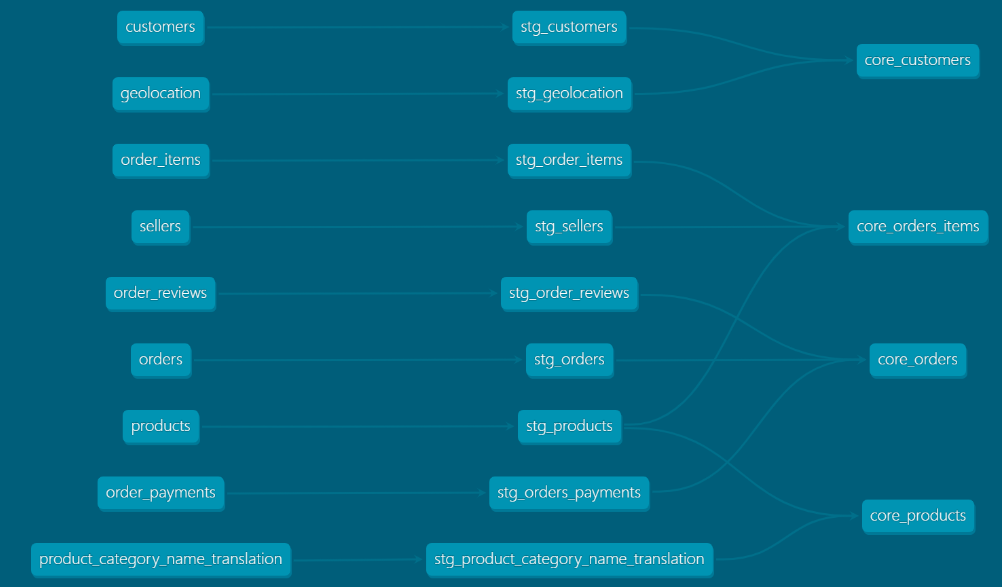 customers
stg_customers
core_customers
geolocation
stg_geolocation
order_items
stg_order_items
sellers
stg_sellers
core_orders_items
order_reviews
stg_order_reviews
orders
stg_orders
core_orders
products
stg_products
order_payments
stg_orders_payments
core_products
product_category_name_translation
stg_product_category_name_translation